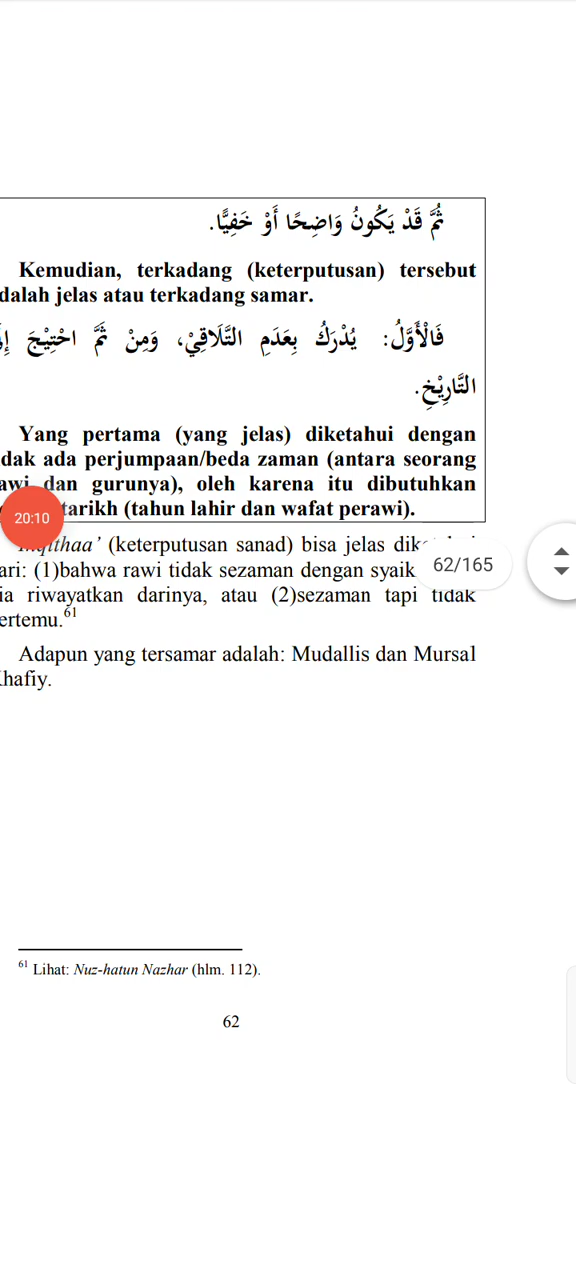 ثُمَّ قَدْ يَكُونُ وَاضِحًا أَوْ خَفِيًّا.
Kemudian, terkadang (keterputusan) tersebut
dalah jelas atau terkadang samar.
فَالْأَوَّلُ: يُدْرَكُ بِعَدَمِ التَّلَاقِيْ، وَمِنْ ثَمَّ احْتِيْجَ
التَّارِيْخِ.
Yang pertama (yang jelas) diketahui dengan
dak ada perjumpaan/beda zaman (antara seorang
awi dan gurunya), oleh karena itu dibutuhkan
20:10 tarikh (tahun lahir dan wafat perawi).
(keterputusan sanad) bisa jelas
ari: (1)bahwa rawi tidak sezaman dengan syaik 62/165
ia riwayatkan darinya, atau (2)sezaman tapi tidak
ertemu.61
Adapun yang tersamar adalah: Mudallis dan Mursal
hafiy.
61 Lihat: Nuz-hatun Nazhar (hlm. 112).
62